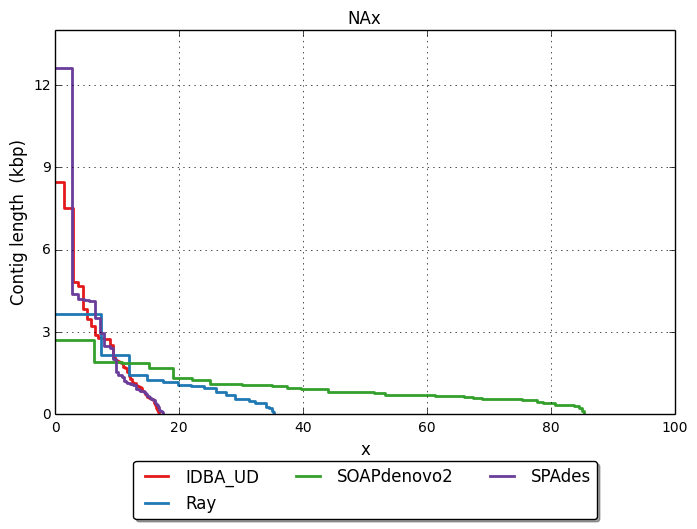 NAx
Contig length (kbp)
12
9
6
3
0
0 20 40 60 80 100
x
IDBA_UD SOAPdenovo2 SPAdes
Ray